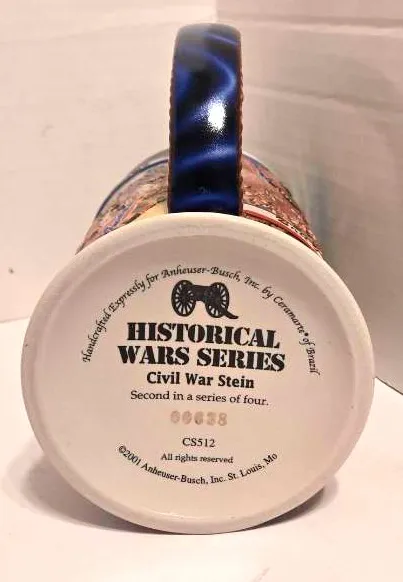 Handcrafted Expressly for Anheuser-Busch, Inc. by Ceramarte® of Brazil
HISTORICAL
WARS SERIES
Civil War Stein
Second in a series of four.
00638
CS512
All rights reserved
©2001 Anheuser-Busch, Inc. St. Louis, Mo